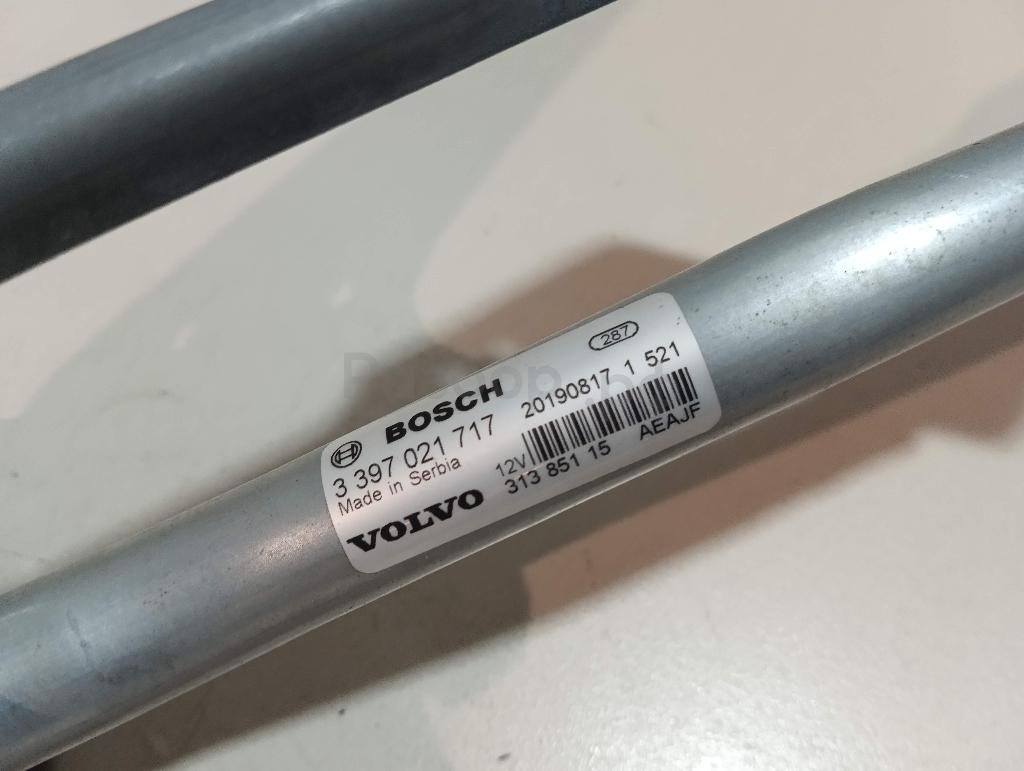 287
BOSCH 20190817 1 521
3 397 021 717
Made in Serbia 12V AEAJF
VOLVO 313 851 15